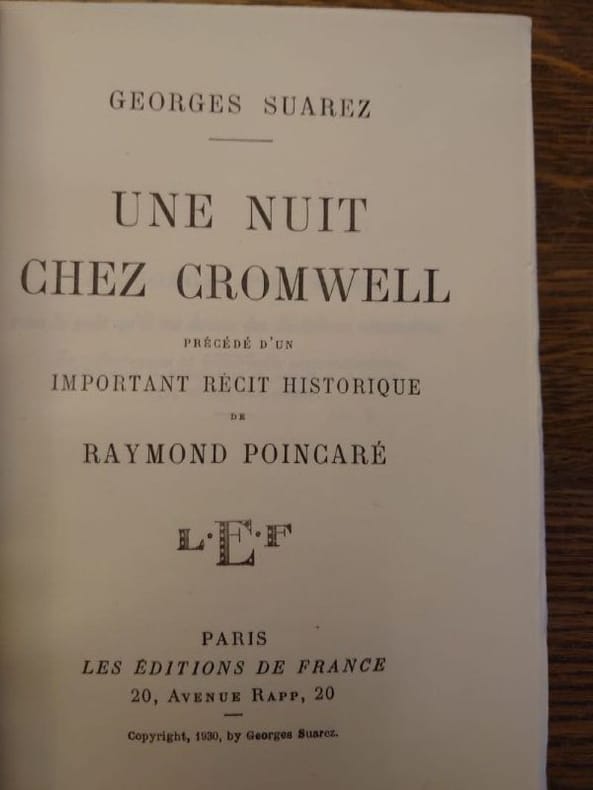 GEORGES SUAREZ
UNE NUIT
CHEZ CROMWELL
PRÉCÉDÉ D'UN
IMPORTANT RÉCIT HISTORIQUE
DE
RAYMOND POINCARÉ
L·E·F
PARIS
LES ÉDITIONS DE FRANCE
20, AVENUE RAPP, 20
Copyright, 1930, by Georges Suarez.